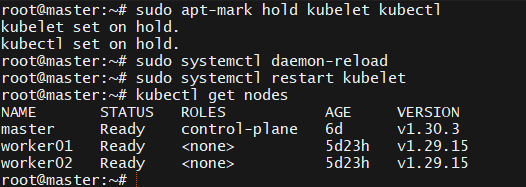 root@master:~# sudo apt-mark hold kubelet kubectl
kubelet set on hold.
kubectl set on hold.
root@master:~# sudo systemctl daemon-reload
root@master:~# sudo systemctl restart kubelet
root@master:~# kubectl get nodes
NAME STATUS ROLES AGE VERSION
master Ready control-plane 6d v1.30.3
worker01 Ready <none> 5d23h v1.29.15
worker02 Ready <none> 5d23h v1.29.15
root@master:~#